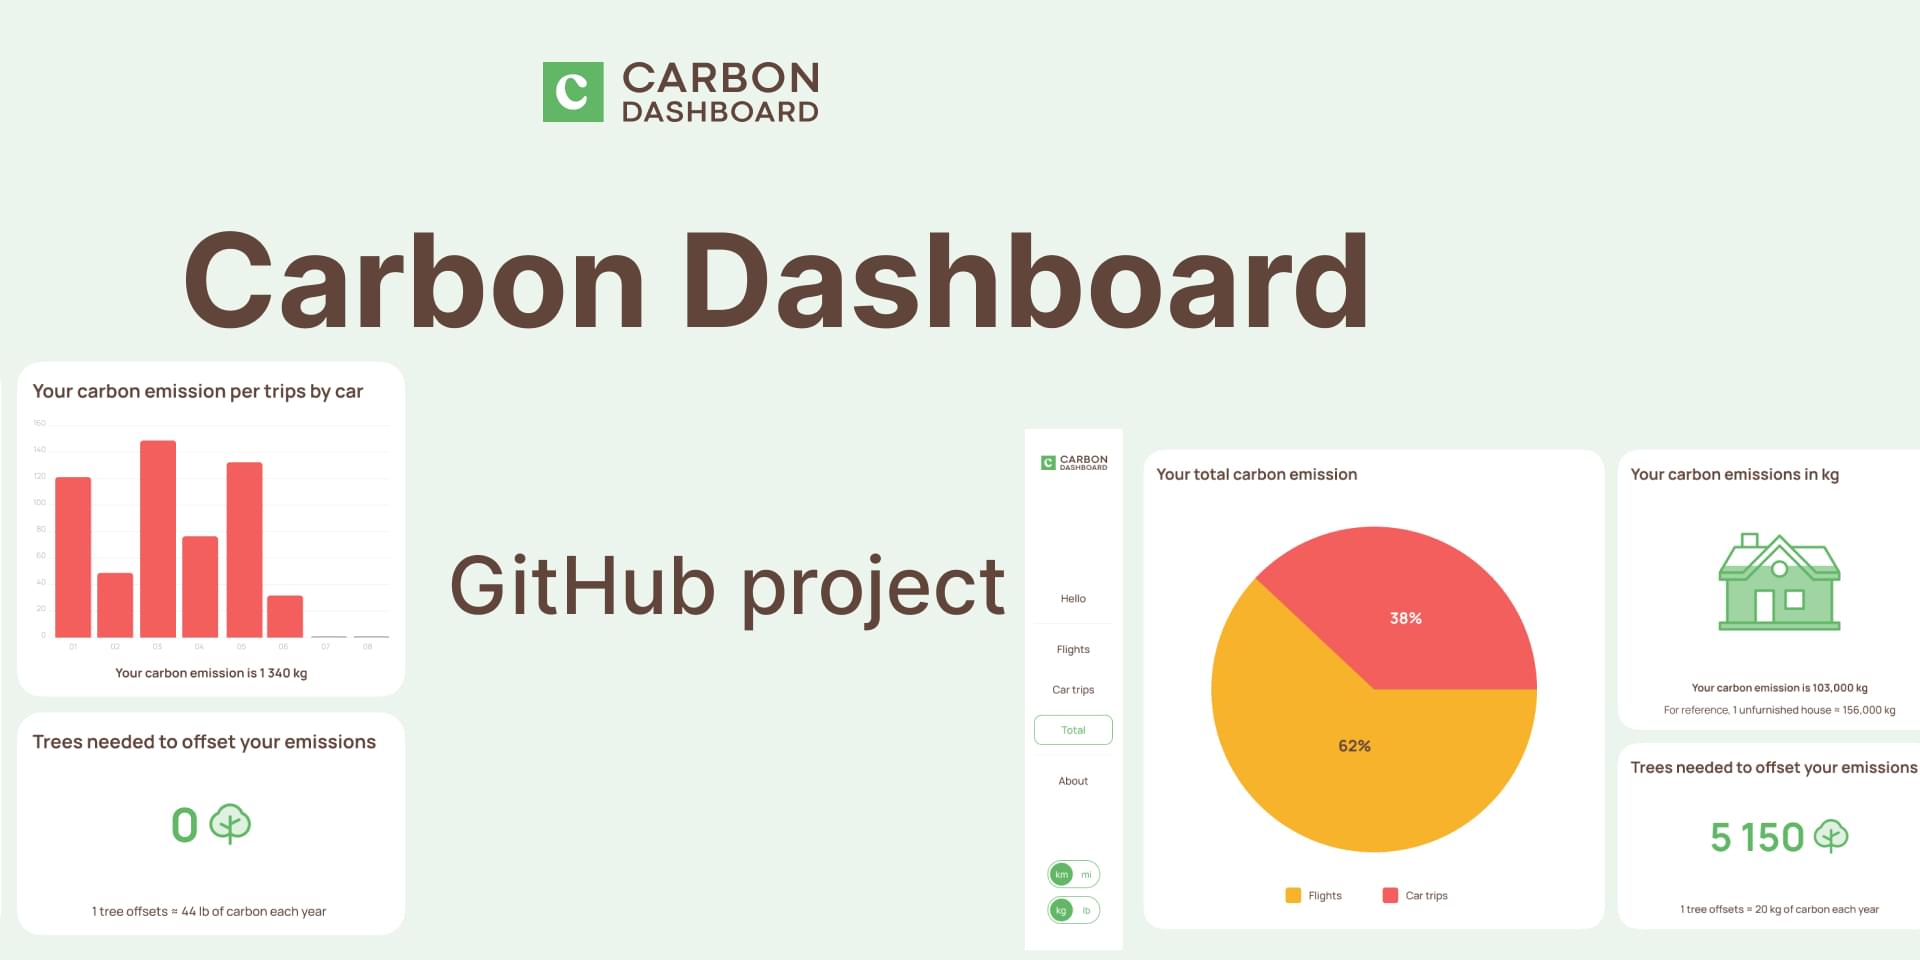 C CARBON
DASHBOARD
Carbon Dashboard
Your carbon emission per trips by car
160
140
120
100
80
60
40
20
0
01 02 03 04 05 06 07 08
Your carbon emission is 1 340 kg
Trees needed to offset your emissions
0
1 tree offsets ≈ 44 lb of carbon each year
GitHub project
C CARBON
DASHBOARD
Hello
Flights
Car trips
Total
About
km mi
kg lb
Your total carbon emission
38%
62%
Flights Car trips
Your carbon emissions in kg
Your carbon emission is 103,000 kg
For reference, 1 unfurnished house ≈ 156,000 kg
Trees needed to offset your emissions
5 150
1 tree offsets ≈ 20 kg of carbon each year